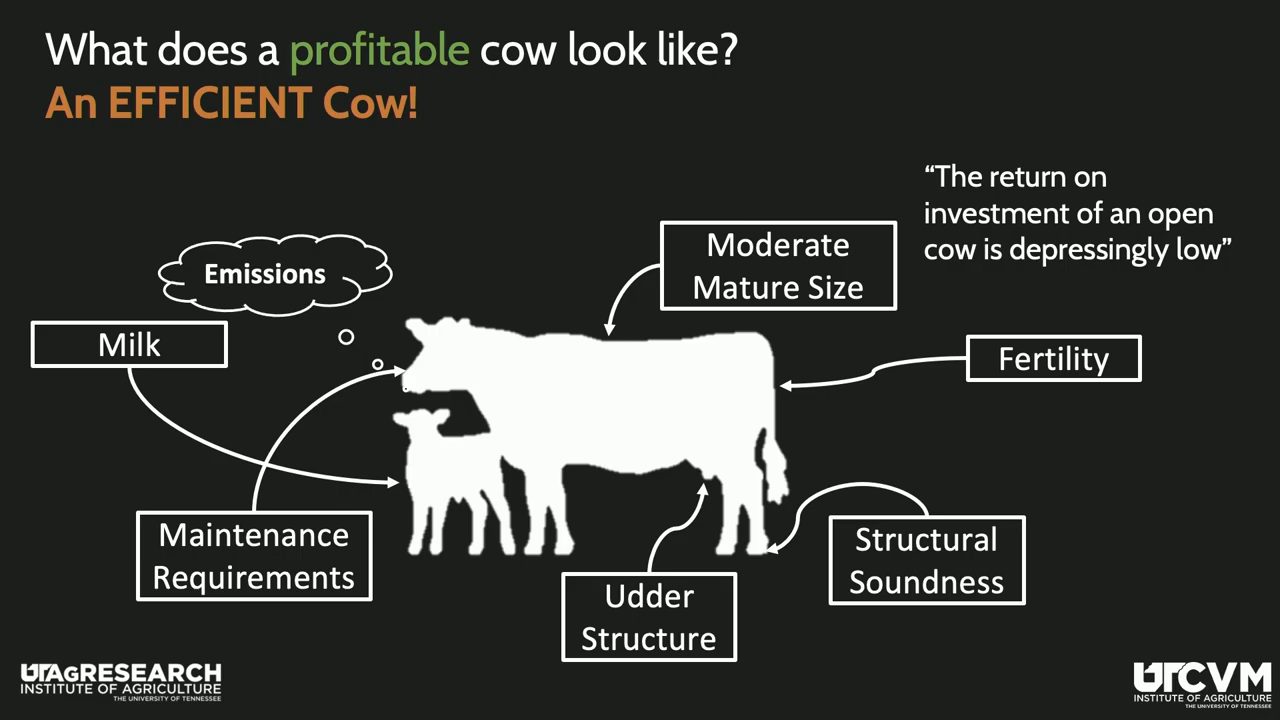 What does a profitable cow look like?
An EFFICIENT Cow!
“The return on
investment of an open
cow is depressingly low”
Moderate
Mature Size
Emissions
Milk
Fertility
Maintenance
Requirements
Structural
Soundness
Udder
Structure
UTAGRESEARCH
INSTITUTE OF AGRICULTURE
THE UNIVERSITY OF TENNESSEE
UTCVM
INSTITUTE OF AGRICULTURE
THE UNIVERSITY OF TENNESSEE